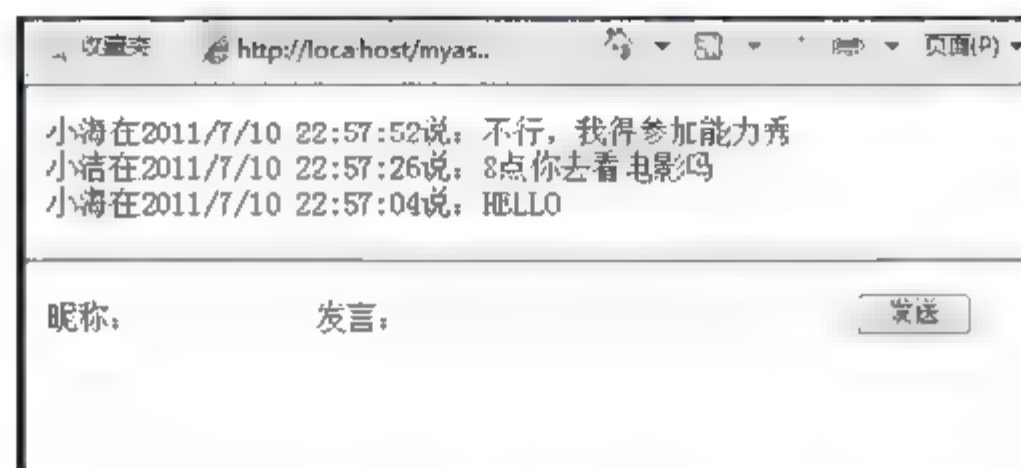 收藏夹 http://localhost/myas.. 页面(P)
小海在2011/7/10 22:57:52说：不行，我得参加能力秀
小洁在2011/7/10 22:57:26说：8点你去看电影吗
小海在2011/7/10 22:57:04说：HELLO
昵称： 发言： 发送